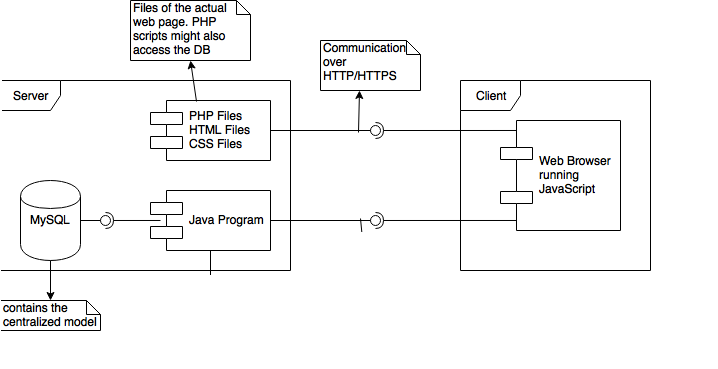 Files of the actual
web page. PHP
scripts might also
access the DB
Communication
over
HTTP/HTTPS
Server
Client
PHP Files
HTML Files
CSS Files
Web Browser
running
JavaScript
MySQL
Java Program
contains the
centralized model